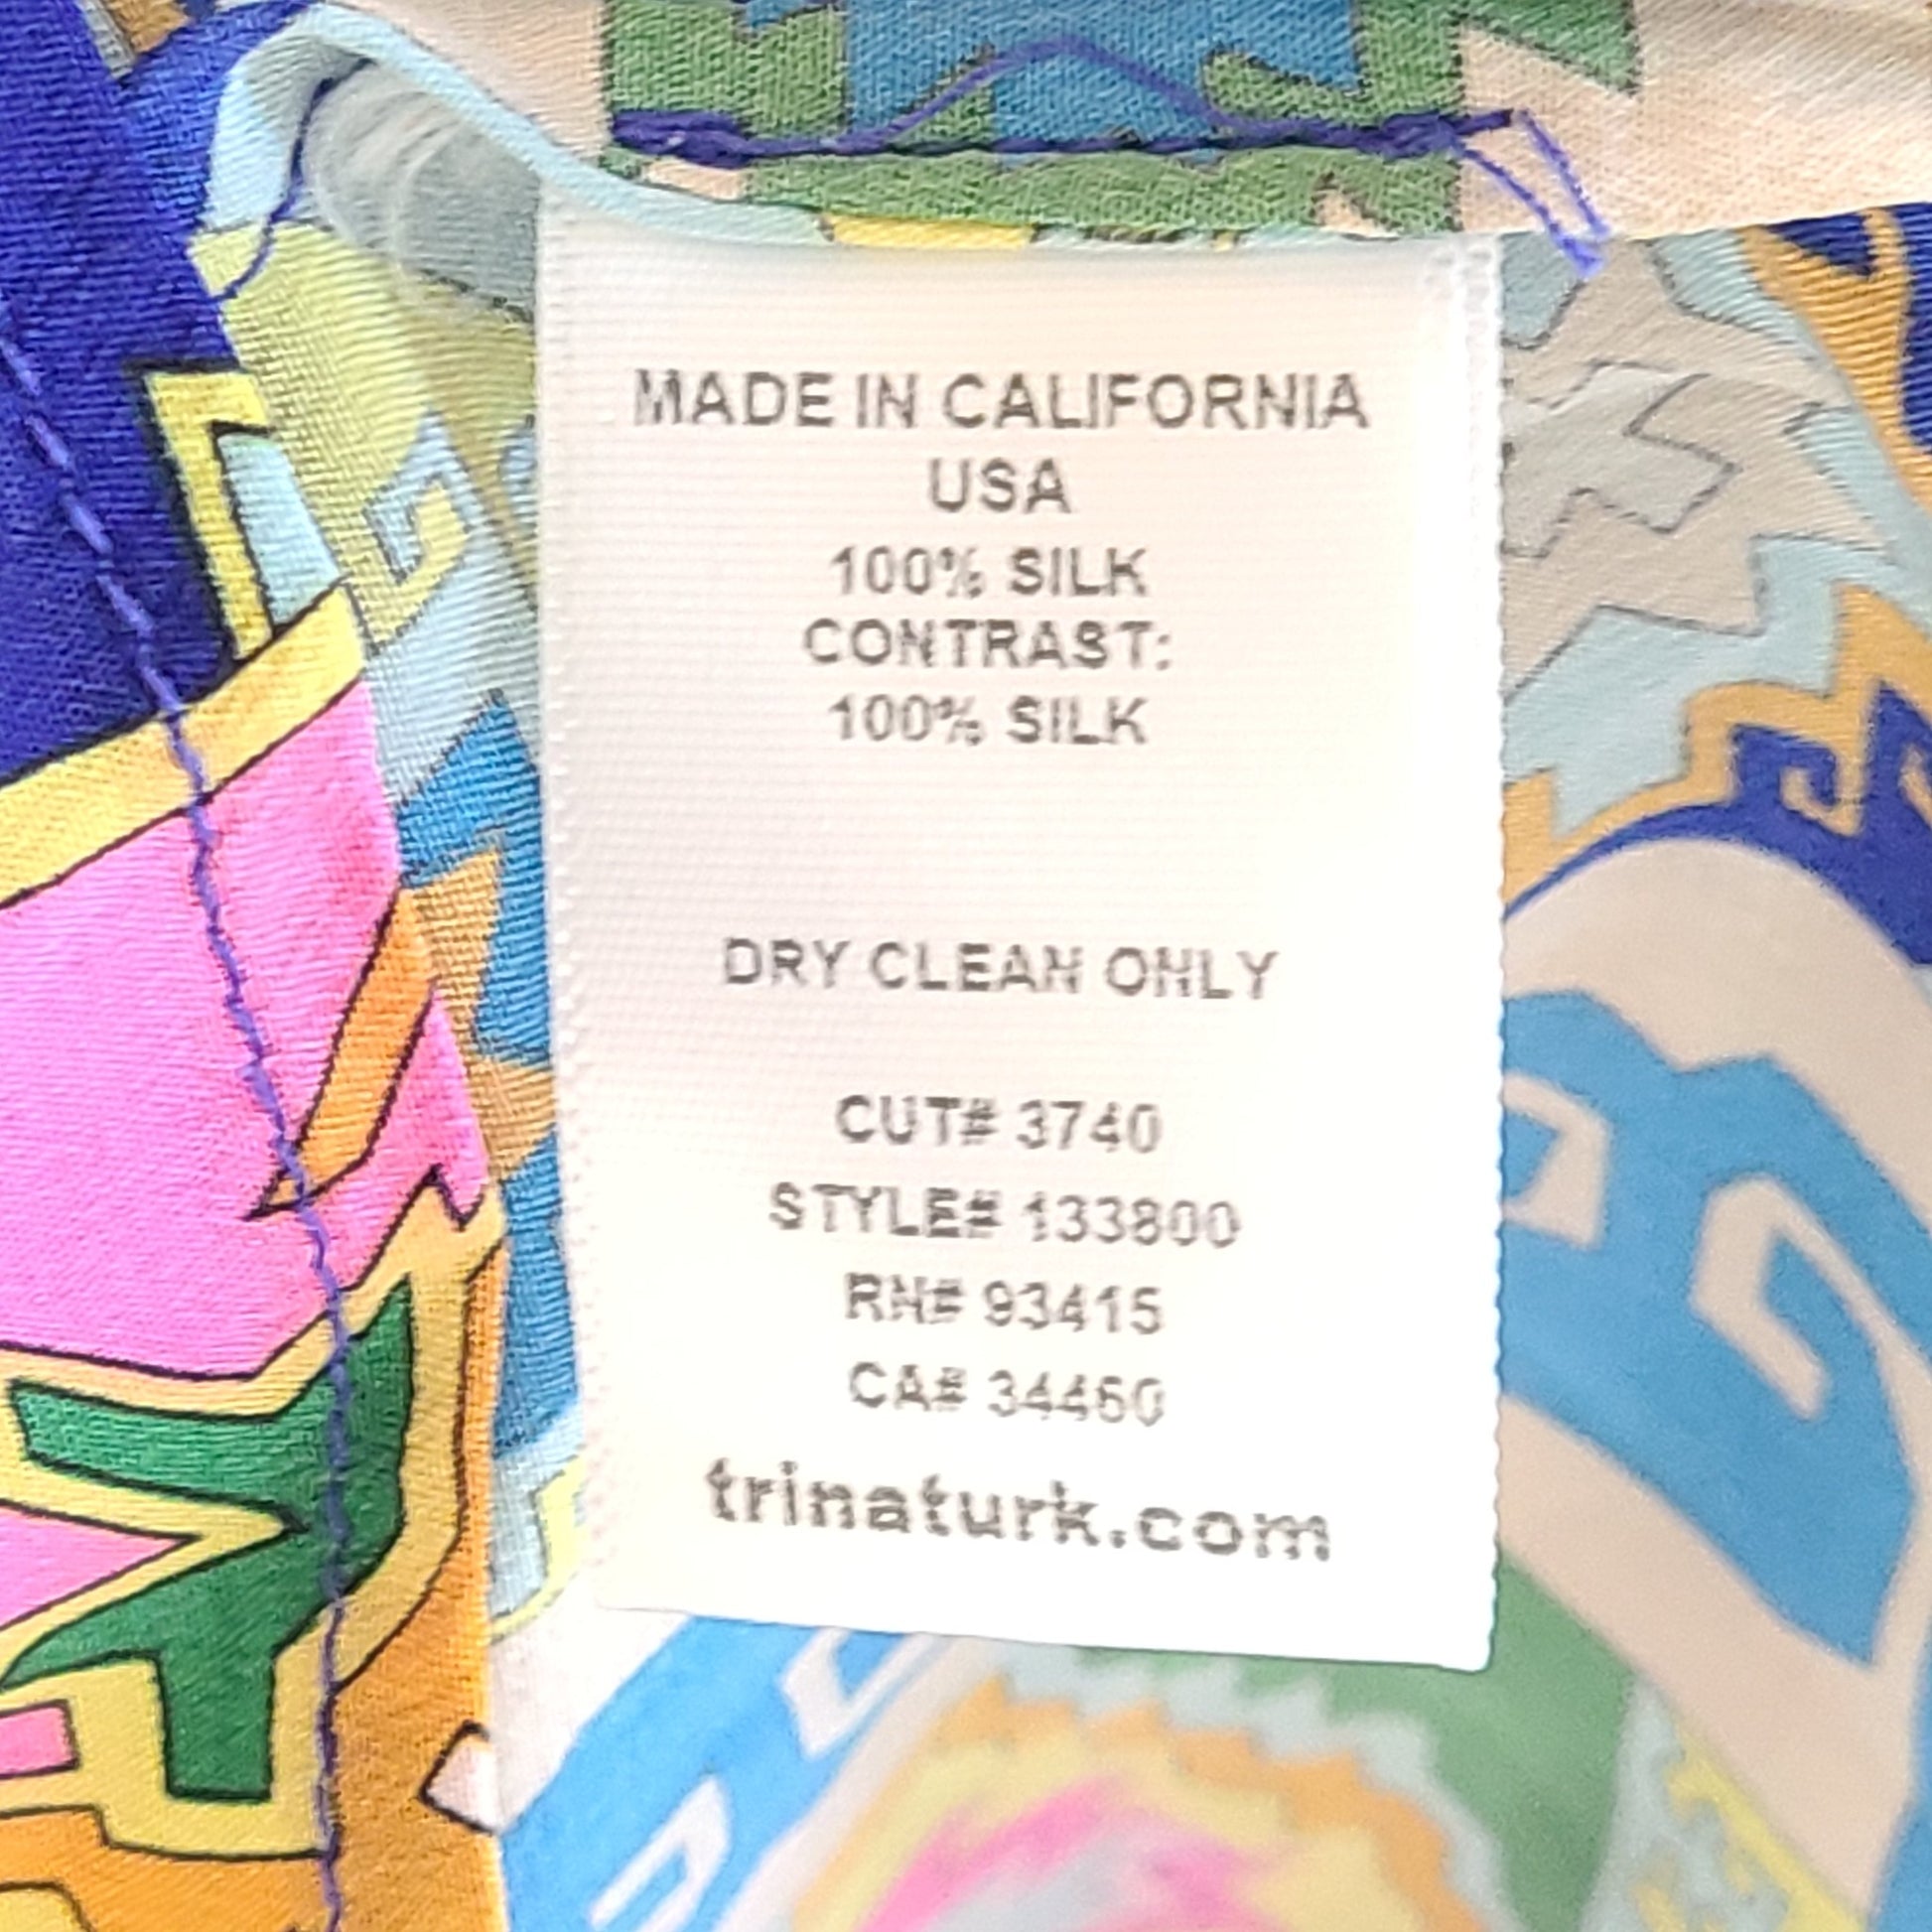 MADE IN CALIFORNIA
USA
100% SILK
CONTRAST:
100% SILK
DRY CLEAN ONLY
CUT# 3740
STYLE# 133800
RN# 93415
CA# 34460
trinaturk.com